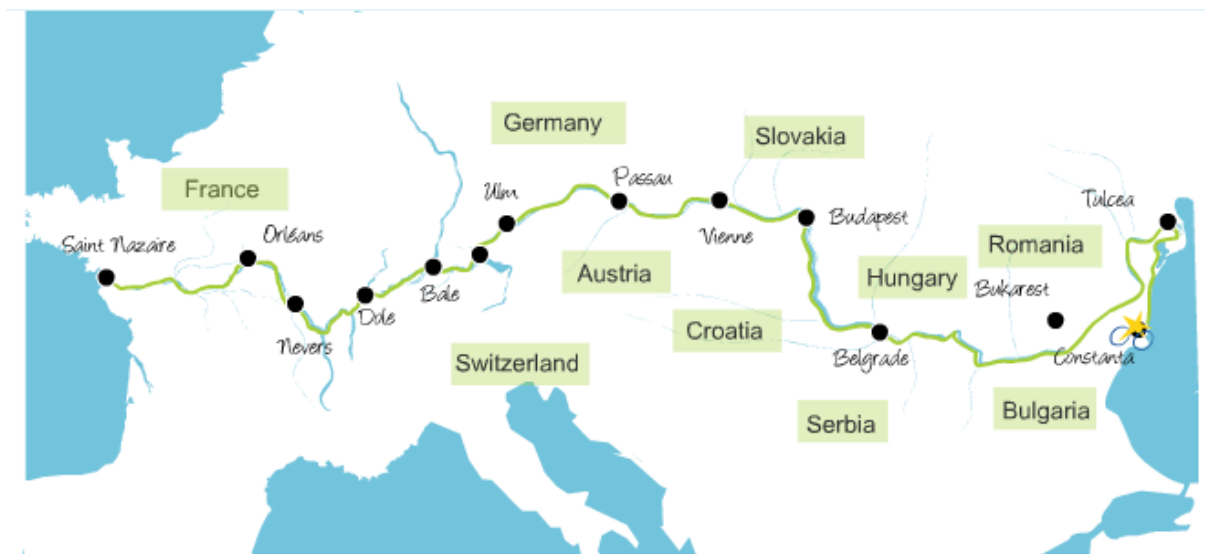 Germany
Slovakia
France
Ulm
Passau
Tulcea
Saint Nazaire
Orléans
Budapest
Vienne
Romania
Austria
Hungary
Bale
Bukarest
Dole
Croatia
Nevers
Belgrade
Constanta
Switzerland
Bulgaria
Serbia